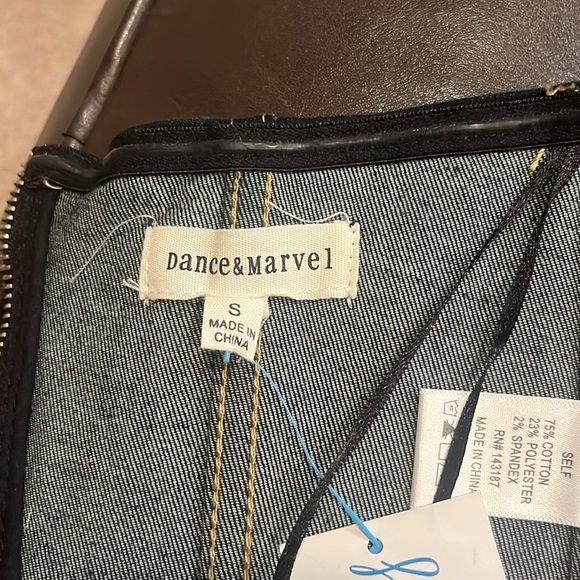 Dance&Marvel
S
MADE IN
CHINA
SELF
75% COTTON
23% POLYESTER
2% SPANDEX
RN# 143187
MADE IN CHINA